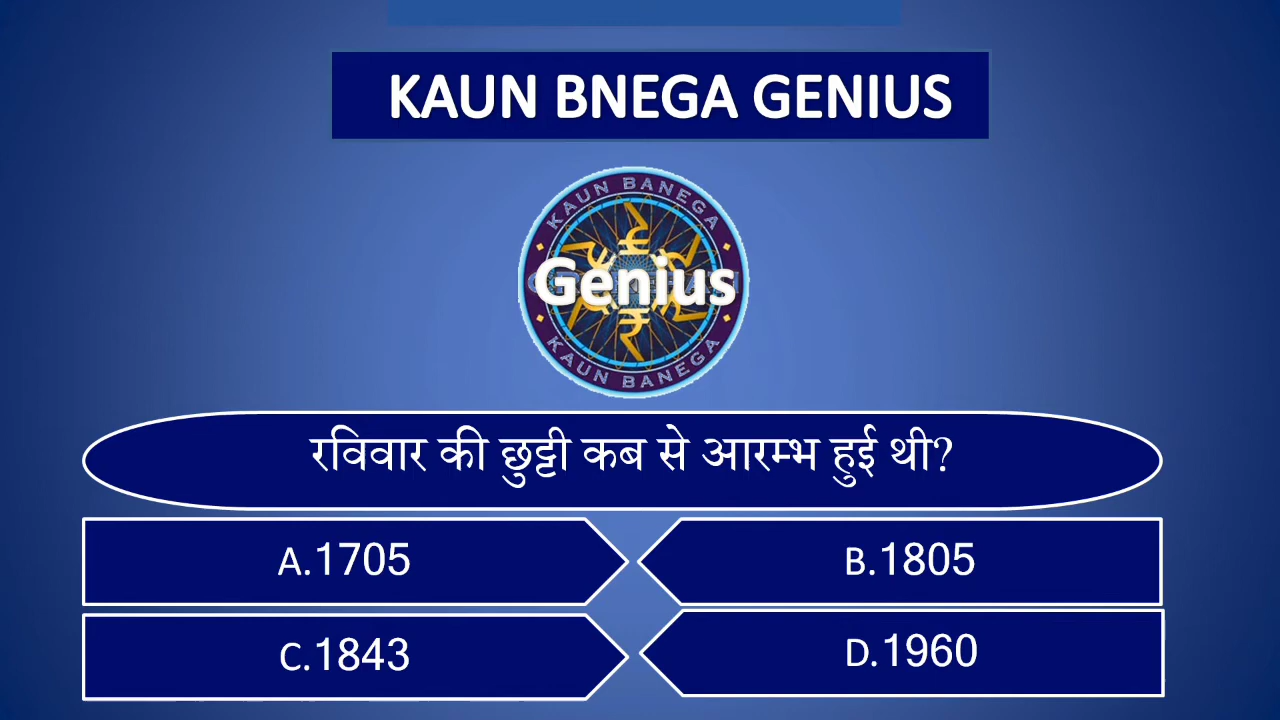 KAUN BNEGA GENIUS
KAUN BANEGA
Genius
KAUN BANEGA
रविवार की छुट्टी कब से आरम्भ हुई थी?
A.1705
B.1805
C.1843
D.1960